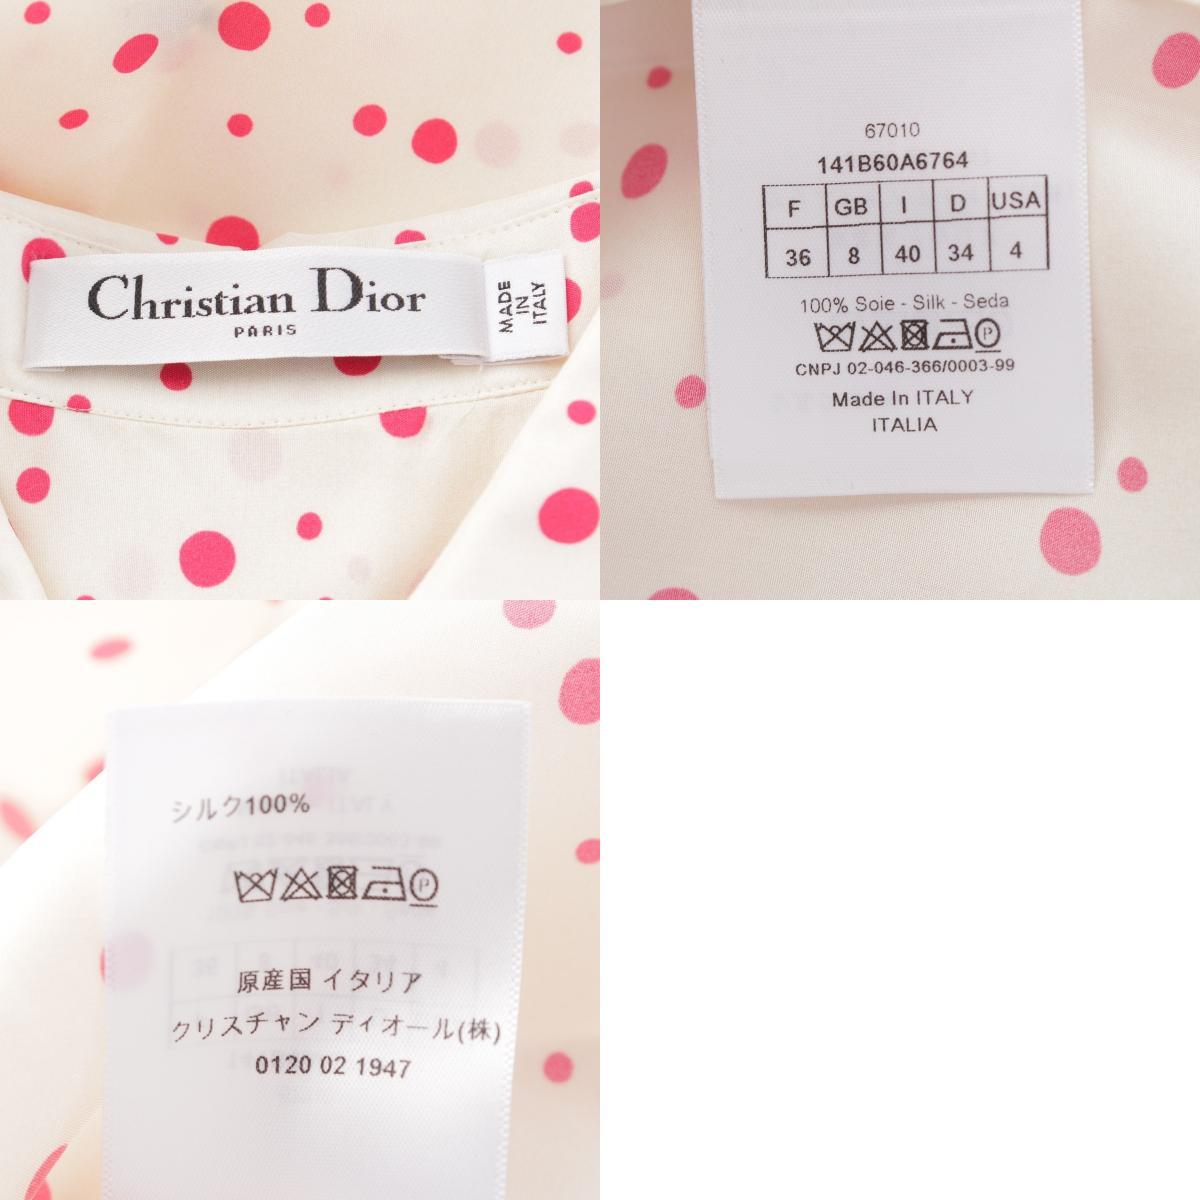 Christian Dior
PARIS
MADE
IN
ITALY
67010
141B60A6764
F GB I D USA
36 8 40 34 4
100% Soie - Silk - Seda
P
CNPJ 02-046-366/0003-99
Made In ITALY
ITALIA
シルク100%
P
原産国 イタリア
クリスチャン ディオール(株)
0120 02 1947